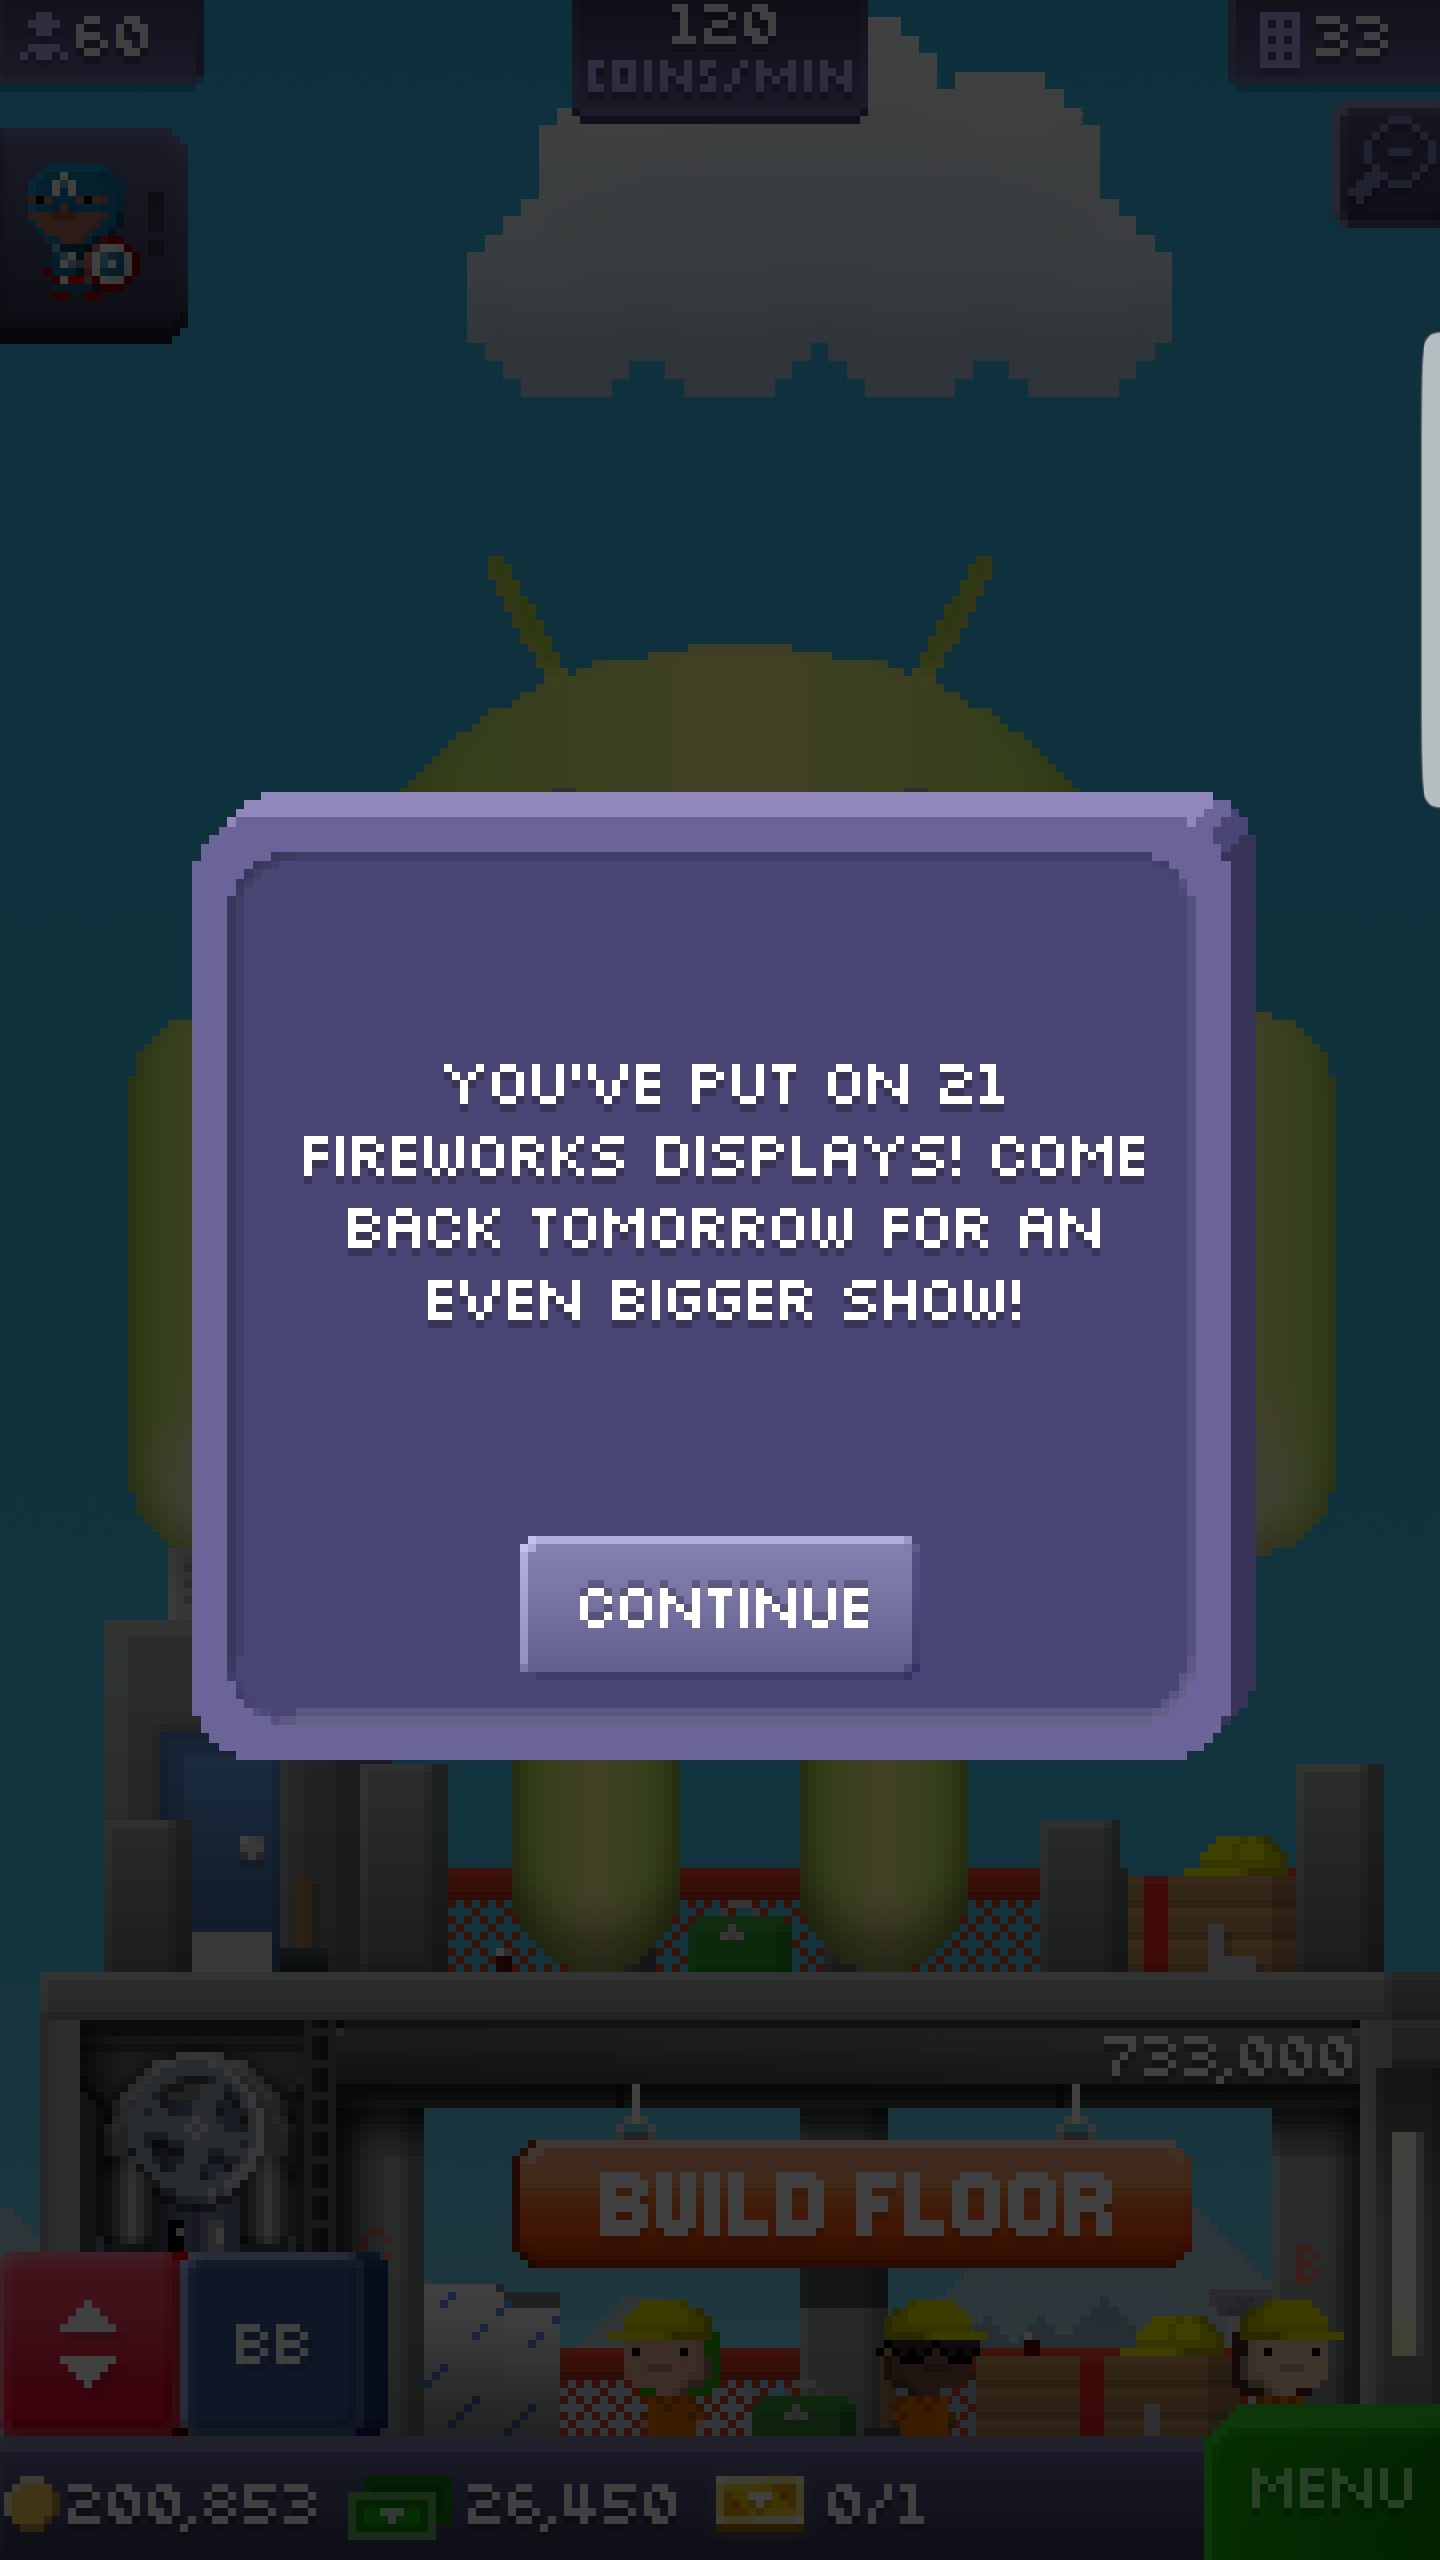 60
120
COINS/MIN
33
YOU'VE PUT ON 21
FIREWORKS DISPLAYS! COME
BACK TOMORROW FOR AN
EVEN BIGGER SHOW!
CONTINUE
733,000
BUILD FLOOR
B
BB
200,853
26,450
0/1
MENU